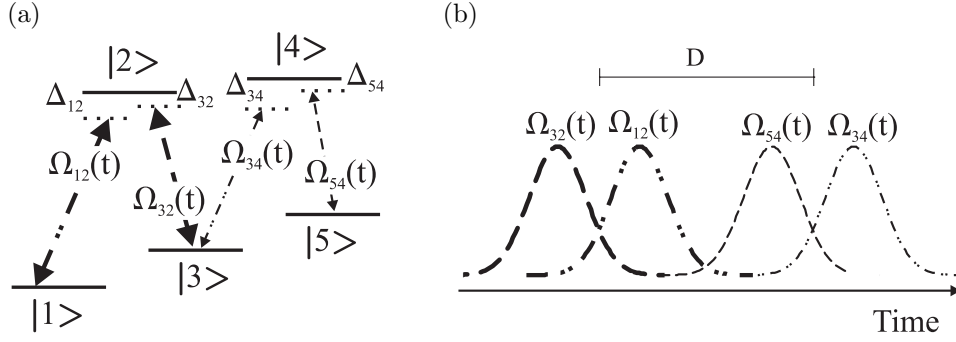 (a)
(b)
|2>
|4>
Δ₁₂
Δ₃₂
Δ₃₄
Δ₅₄
Ω₁₂(t)
Ω₃₂(t)
Ω₃₄(t)
Ω₅₄(t)
|1>
|3>
|5>
D
Ω₃₂(t) Ω₁₂(t) Ω₅₄(t) Ω₃₄(t)
Time